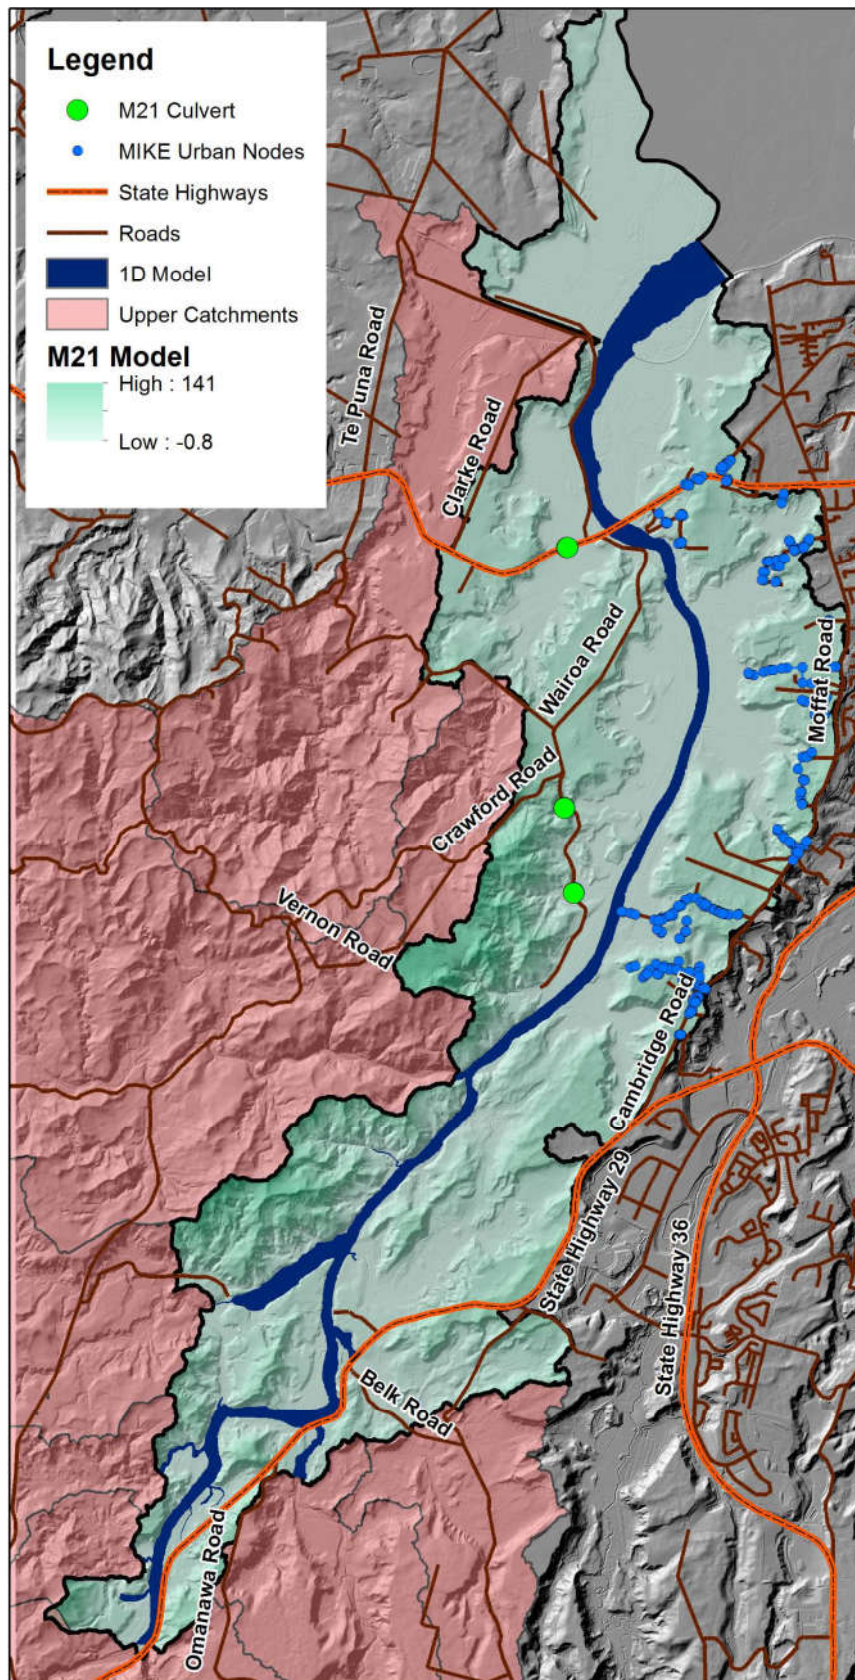 Legend
M21 Culvert
MIKE Urban Nodes
State Highways
Roads
1D Model
Upper Catchments
M21 Model
High : 141
Low : -0.8
Te Puna Road
Clarke Road
Wairoa Road
Moffat Road
Crawford Road
Vernon Road
Cambridge Road
State Highway 29
State Highway 36
Belk Road
Omanawa Road